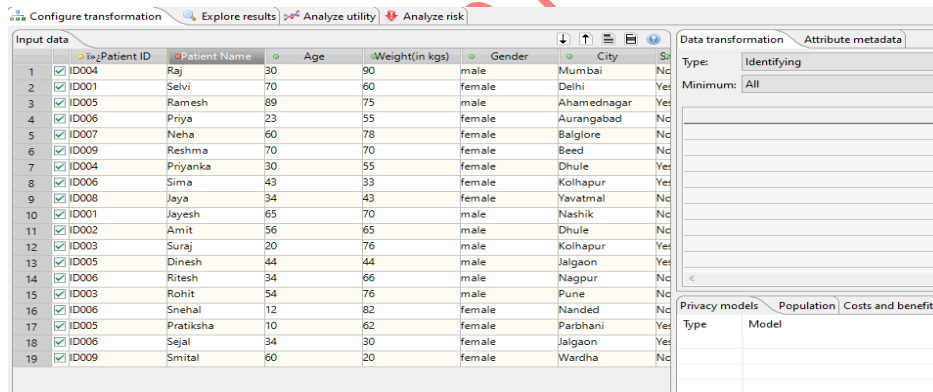 Configure transformation Explore results Analyze utility Analyze risk
Input data
ï»¿Patient ID Patient Name Age Weight(in kgs) Gender City
1 ID004 Raj 30 90 male Mumbai No
2 ID001 Selvi 70 60 female Delhi Yes
3 ID005 Ramesh 89 75 male Ahamednagar Yes
4 ID006 Priya 23 55 female Aurangabad No
5 ID007 Neha 60 78 female Balglore No
6 ID009 Reshma 70 70 female Beed No
7 ID004 Priyanka 30 55 female Dhule Yes
8 ID006 Sima 43 33 female Kolhapur Yes
9 ID008 Jaya 34 43 female Yavatmal No
10 ID001 Jayesh 65 70 male Nashik No
11 ID002 Amit 56 65 male Dhule No
12 ID003 Suraj 20 76 male Kolhapur Yes
13 ID005 Dinesh 44 44 male Jalgaon Yes
14 ID006 Ritesh 34 66 male Nagpur No
15 ID003 Rohit 54 76 male Pune No
16 ID006 Snehal 12 82 female Nanded No
17 ID005 Pratiksha 10 62 female Parbhani Yes
18 ID006 Sejal 34 30 female Jalgaon Yes
19 ID009 Smital 60 20 female Wardha No
Data transformation Attribute metadata
Type: Identifying
Minimum: All
Privacy models Population Costs and benefit
Type Model